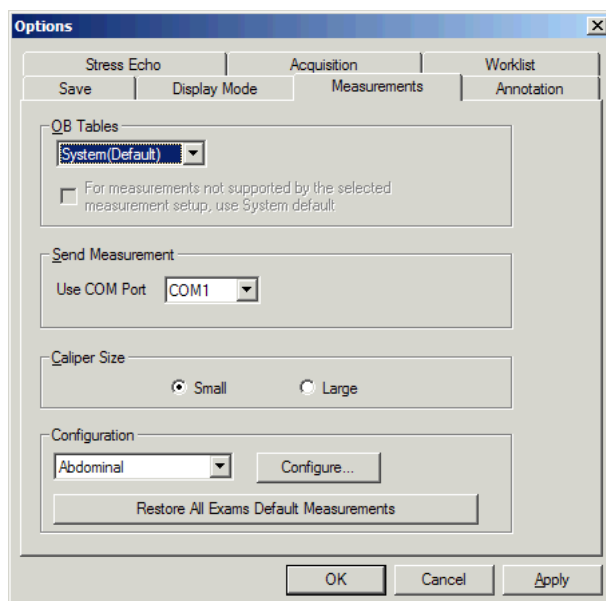 Options
Stress Echo Acquisition Worklist
Save Display Mode Measurements Annotation
OB Tables
System(Default)
For measurements not supported by the selected
measurement setup, use System default
Send Measurement
Use COM Port COM1
Caliper Size
Small Large
Configuration
Abdominal Configure...
Restore All Exams Default Measurements
OK Cancel Apply